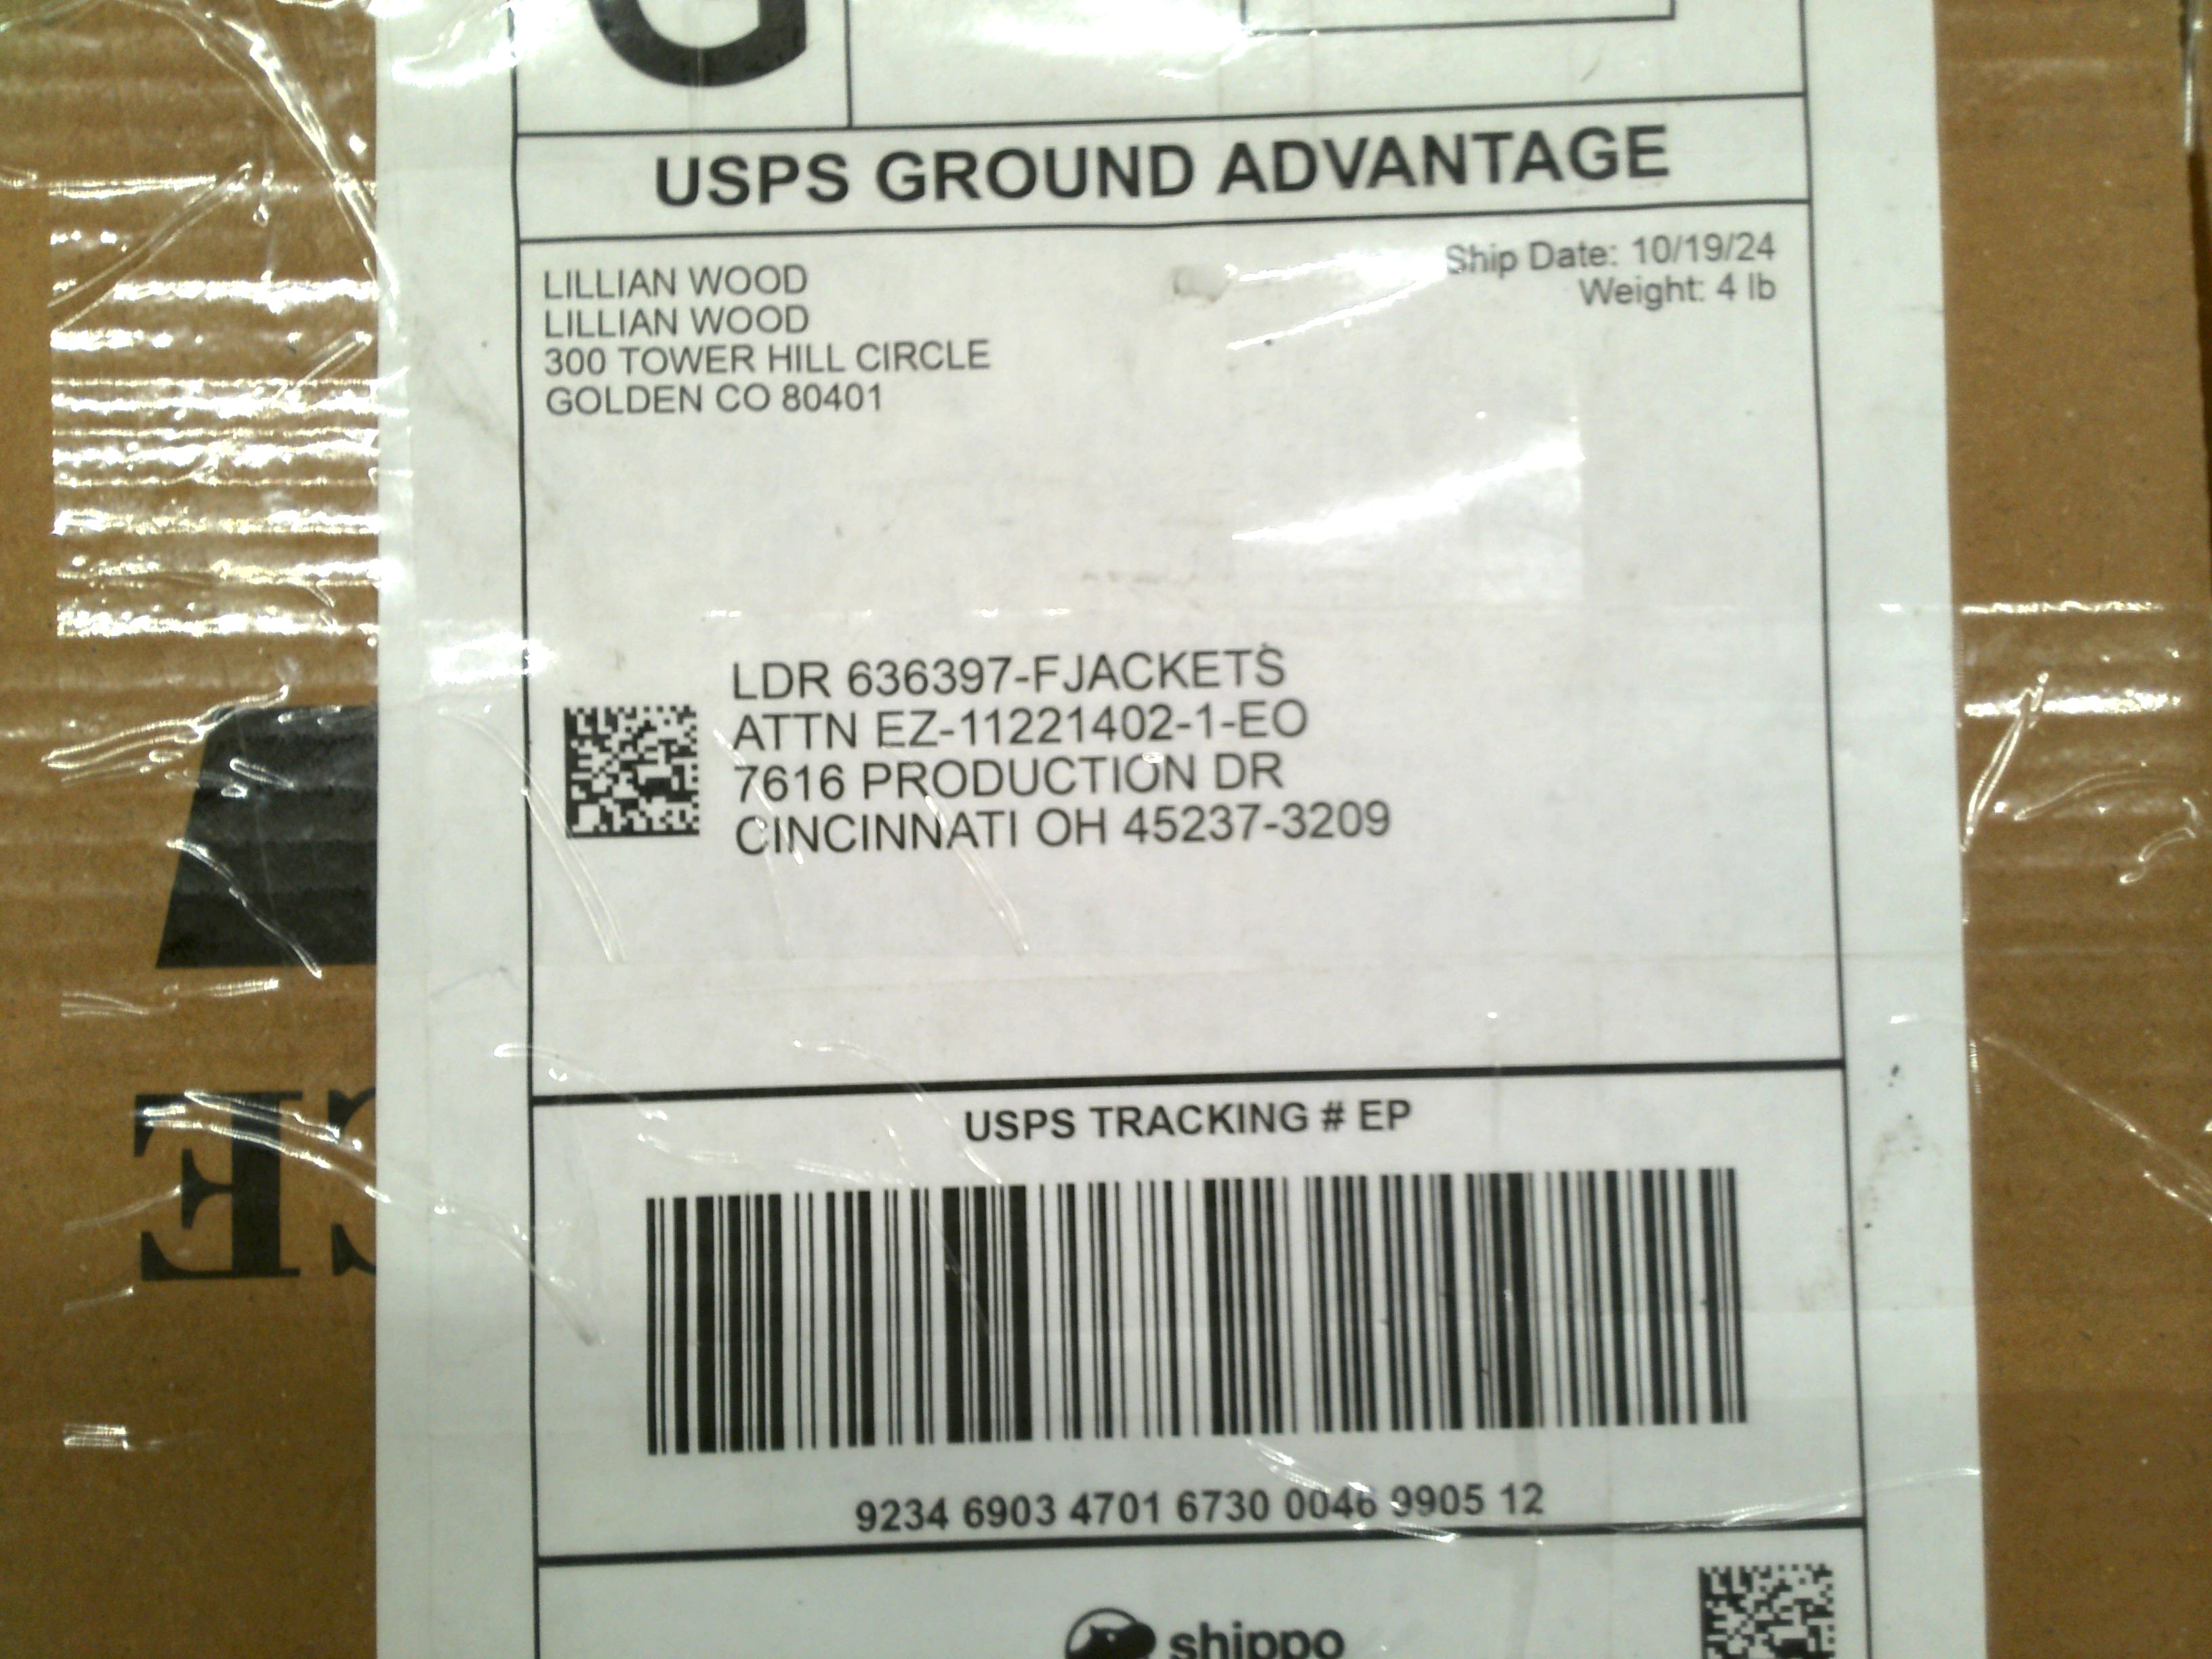 G
USPS GROUND ADVANTAGE
LILLIAN WOOD
LILLIAN WOOD
300 TOWER HILL CIRCLE
GOLDEN CO 80401
Ship Date: 10/19/24
Weight: 4 lb
LDR 636397-FJACKETS
ATTN EZ-11221402-1-EO
7616 PRODUCTION DR
CINCINNATI OH 45237-3209
USPS TRACKING # EP
9234 6903 4701 6730 0046 9905 12
shippo